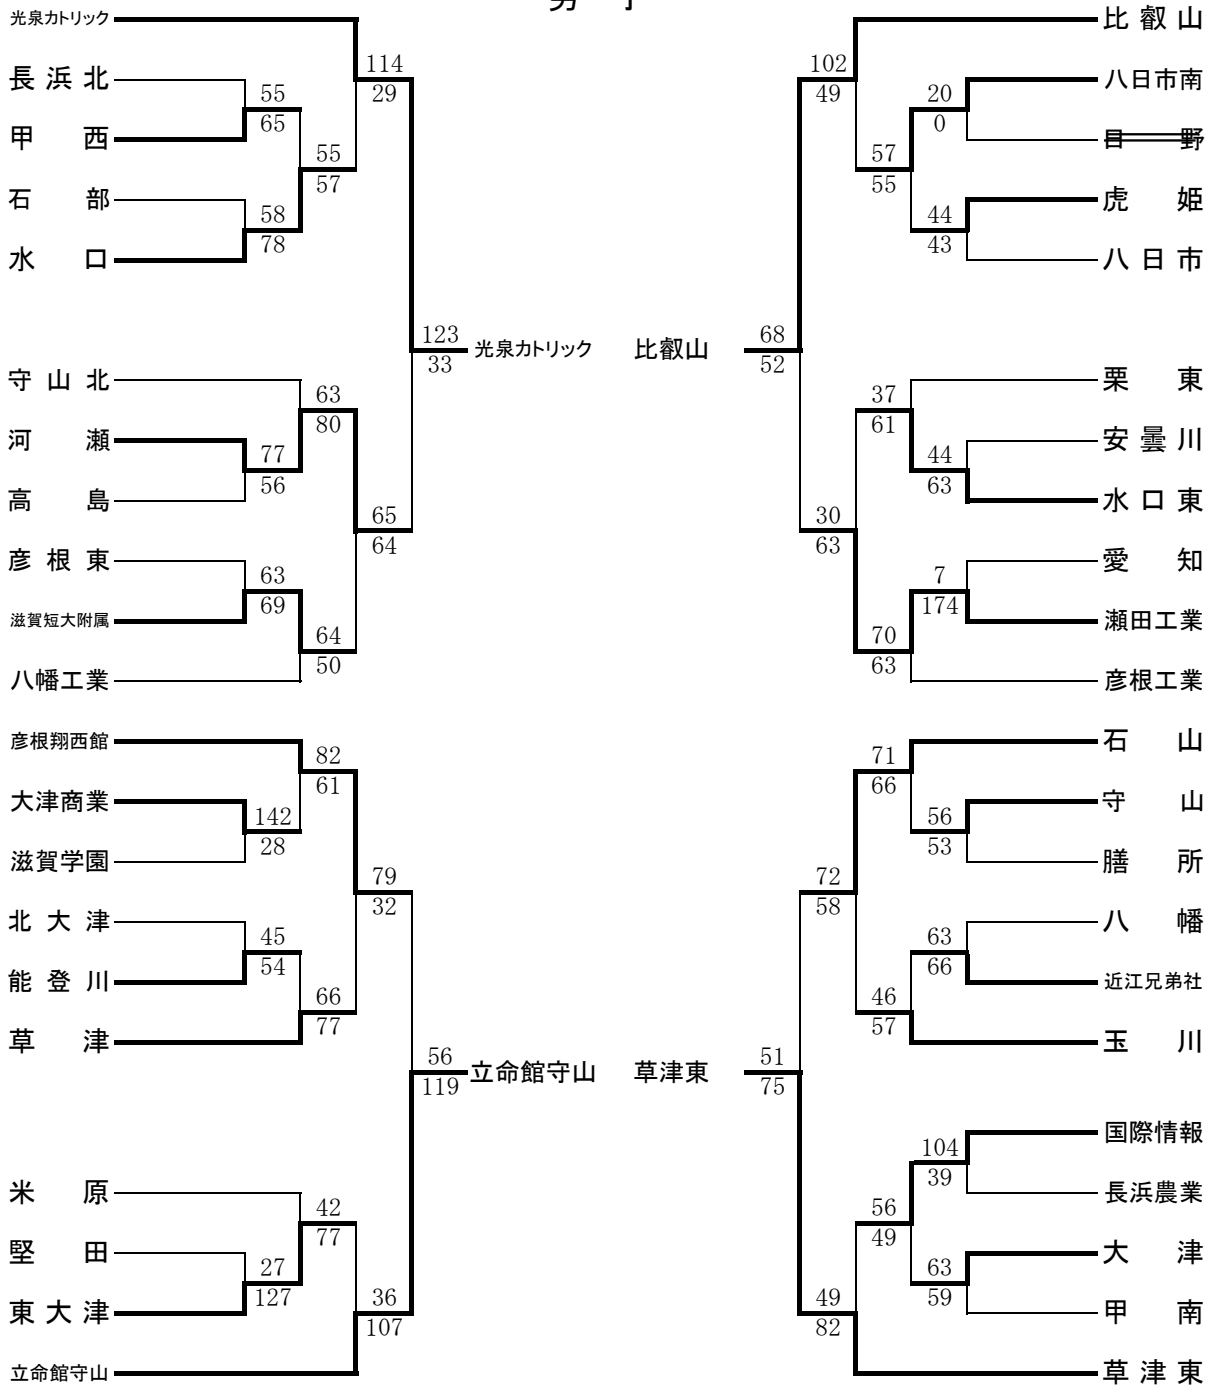 男 子
光泉カトリック
114
29
長浜北
55
65
甲西
55
57
石部
58
78
水口
123
33
光泉カトリック
守山北
63
80
河瀬
77
56
高島
65
64
彦根東
63
69
滋賀短大附属
64
50
八幡工業
彦根翔西館
82
61
大津商業
142
28
滋賀学園
79
32
北大津
45
54
能登川
66
77
草津
56
119
立命館守山
米原
42
77
堅田
27
127
東大津
36
107
立命館守山
比叡山
102
49
八日市南
20
0
日野
57
55
虎姫
44
43
八日市
比叡山
68
52
栗東
37
61
安曇川
44
63
水口東
30
63
愛知
7
174
瀬田工業
70
63
彦根工業
石山
71
66
守山
56
53
膳所
72
58
八幡
63
66
近江兄弟社
46
57
玉川
草津東
51
75
国際情報
104
39
長浜農業
56
49
大津
63
59
甲南
49
82
草津東